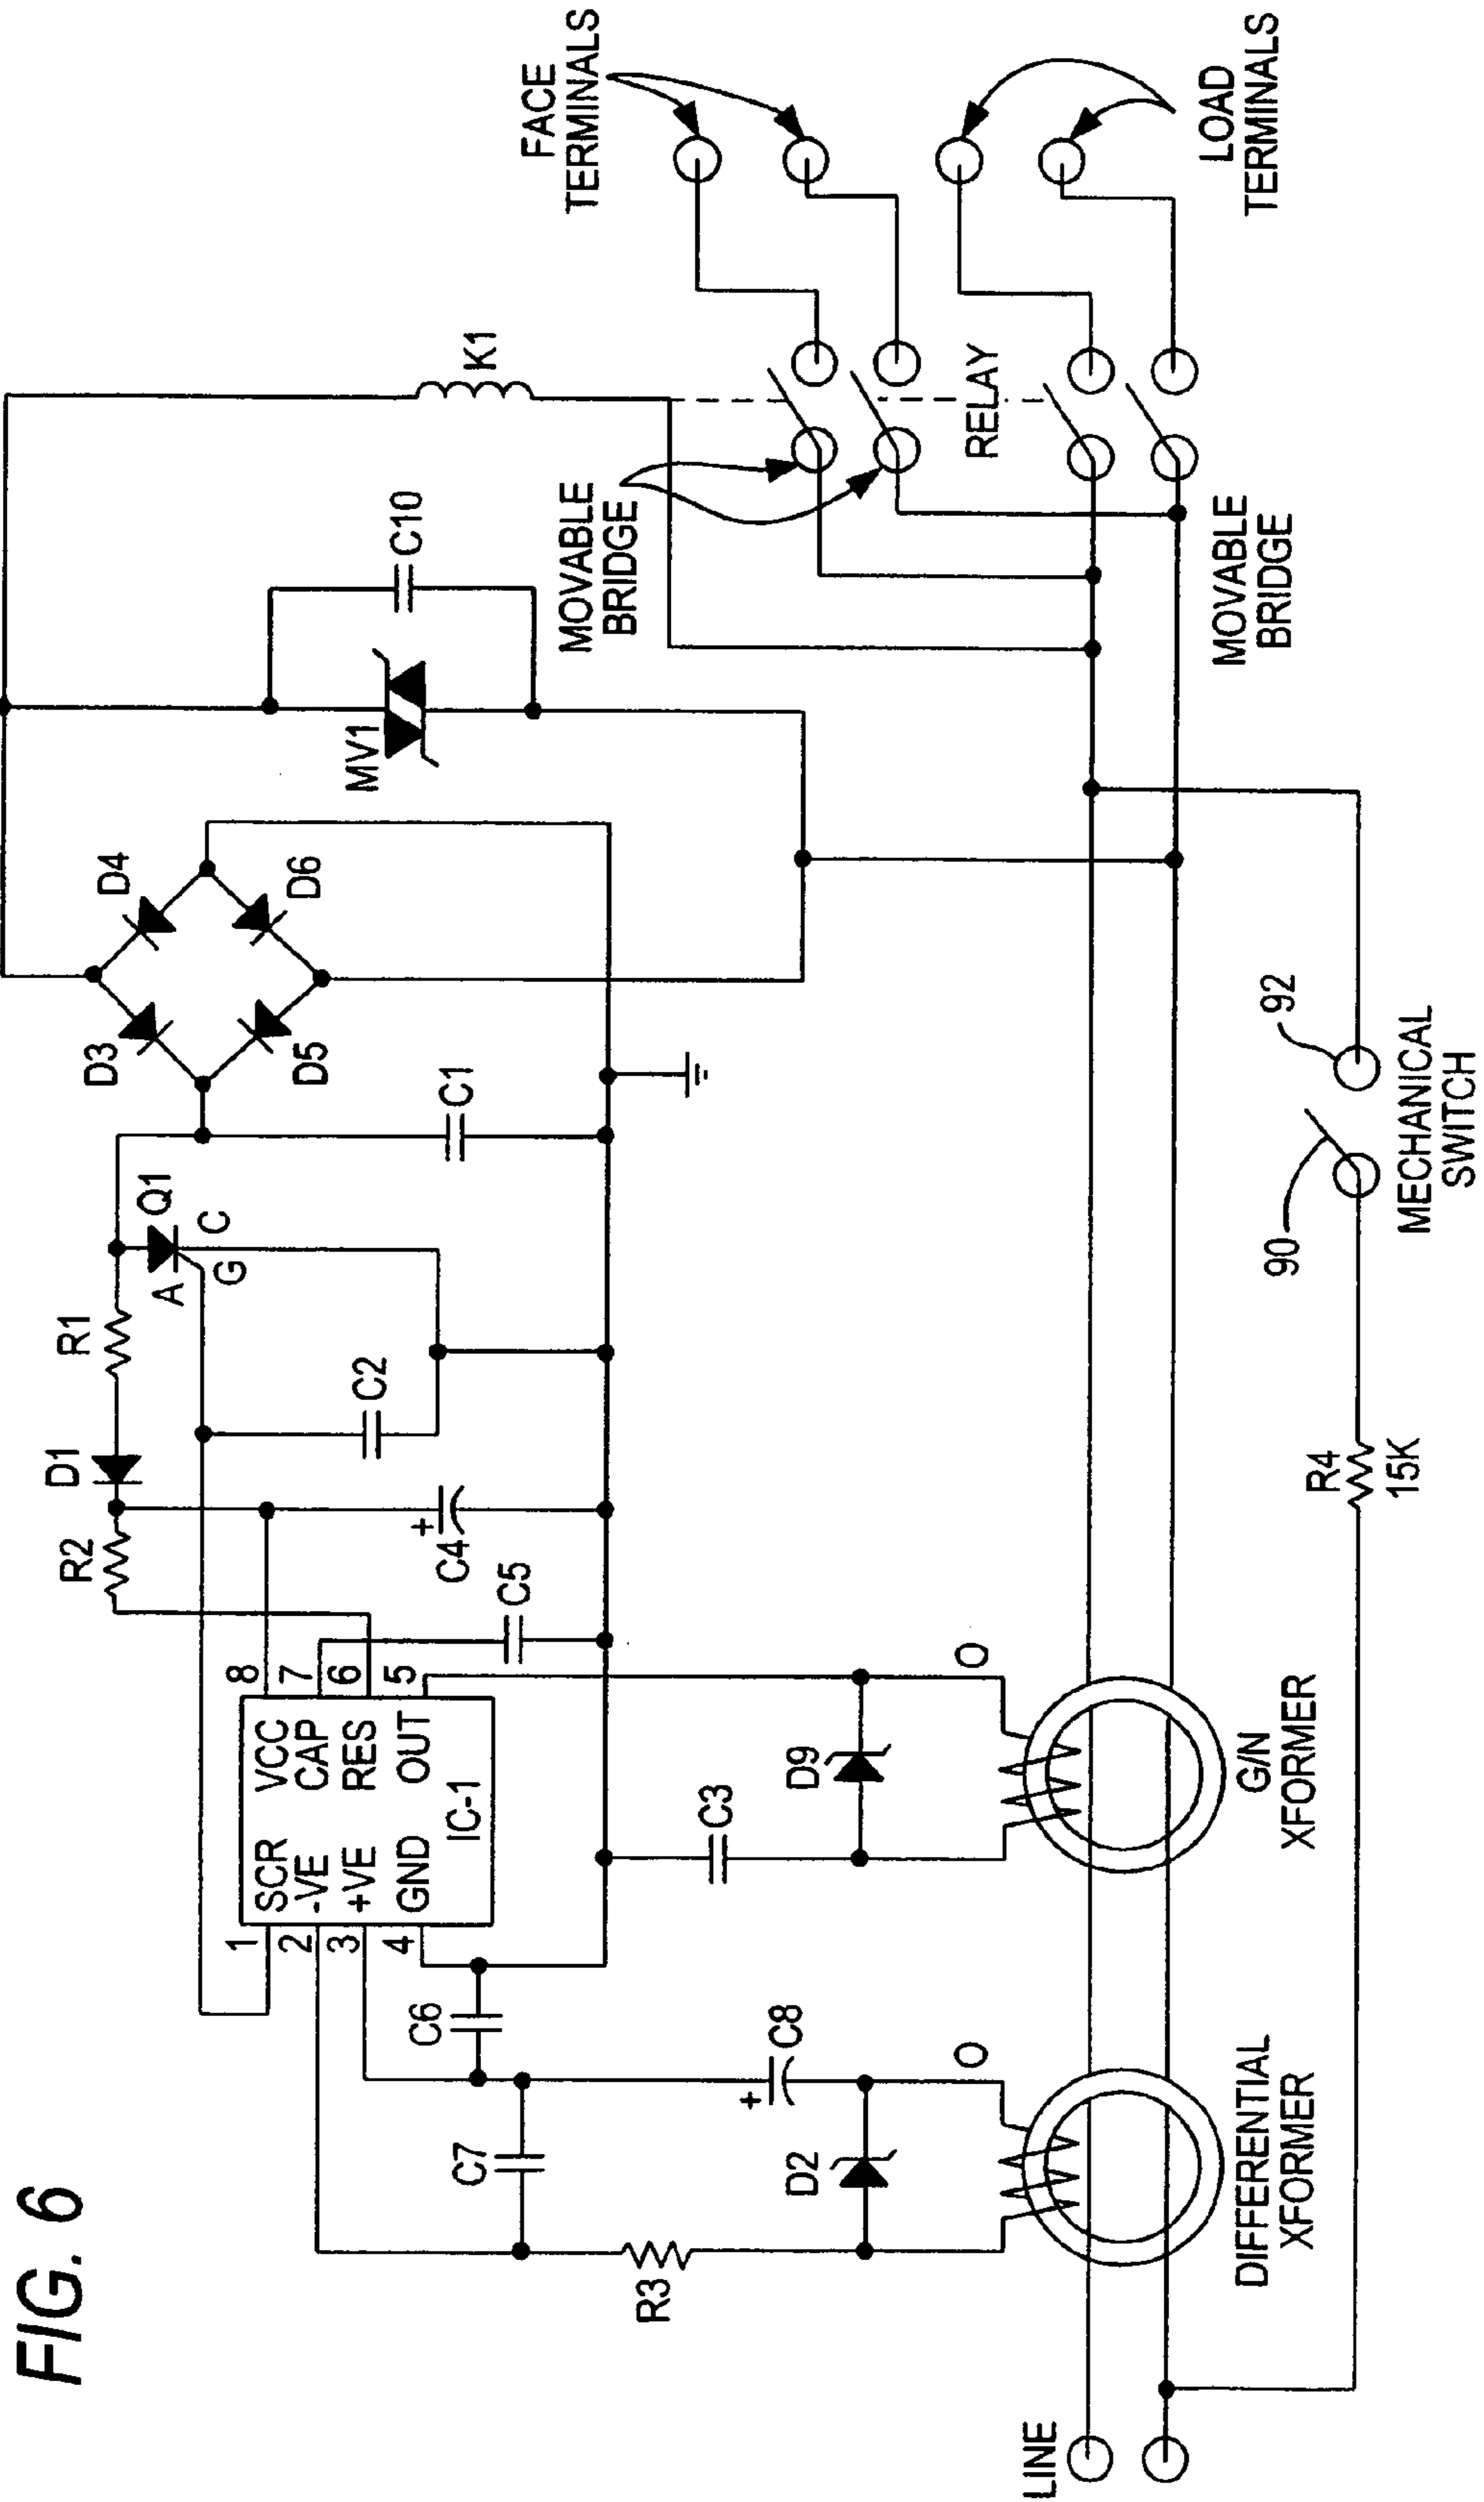 FIG. 6
D3
D4
D5
D6
R2
D1
R1
Q1
A
C
G
K1
MV1
C10
C2
C4
+
C5
C1
1
2
3
4
SCR
-VE
+VE
GND
VCC
CAP
RES
OUT
8
7
6
5
IC-1
C6
C7
R3
C8
+
D2
C3
D9
O
O
FACE
TERMINALS
MOVABLE
BRIDGE
RELAY
LOAD
TERMINALS
MOVABLE
BRIDGE
LINE
DIFFERENTIAL
XFORMER
G/N
XFORMER
R4
15K
90
92
MECHANICAL
SWITCH